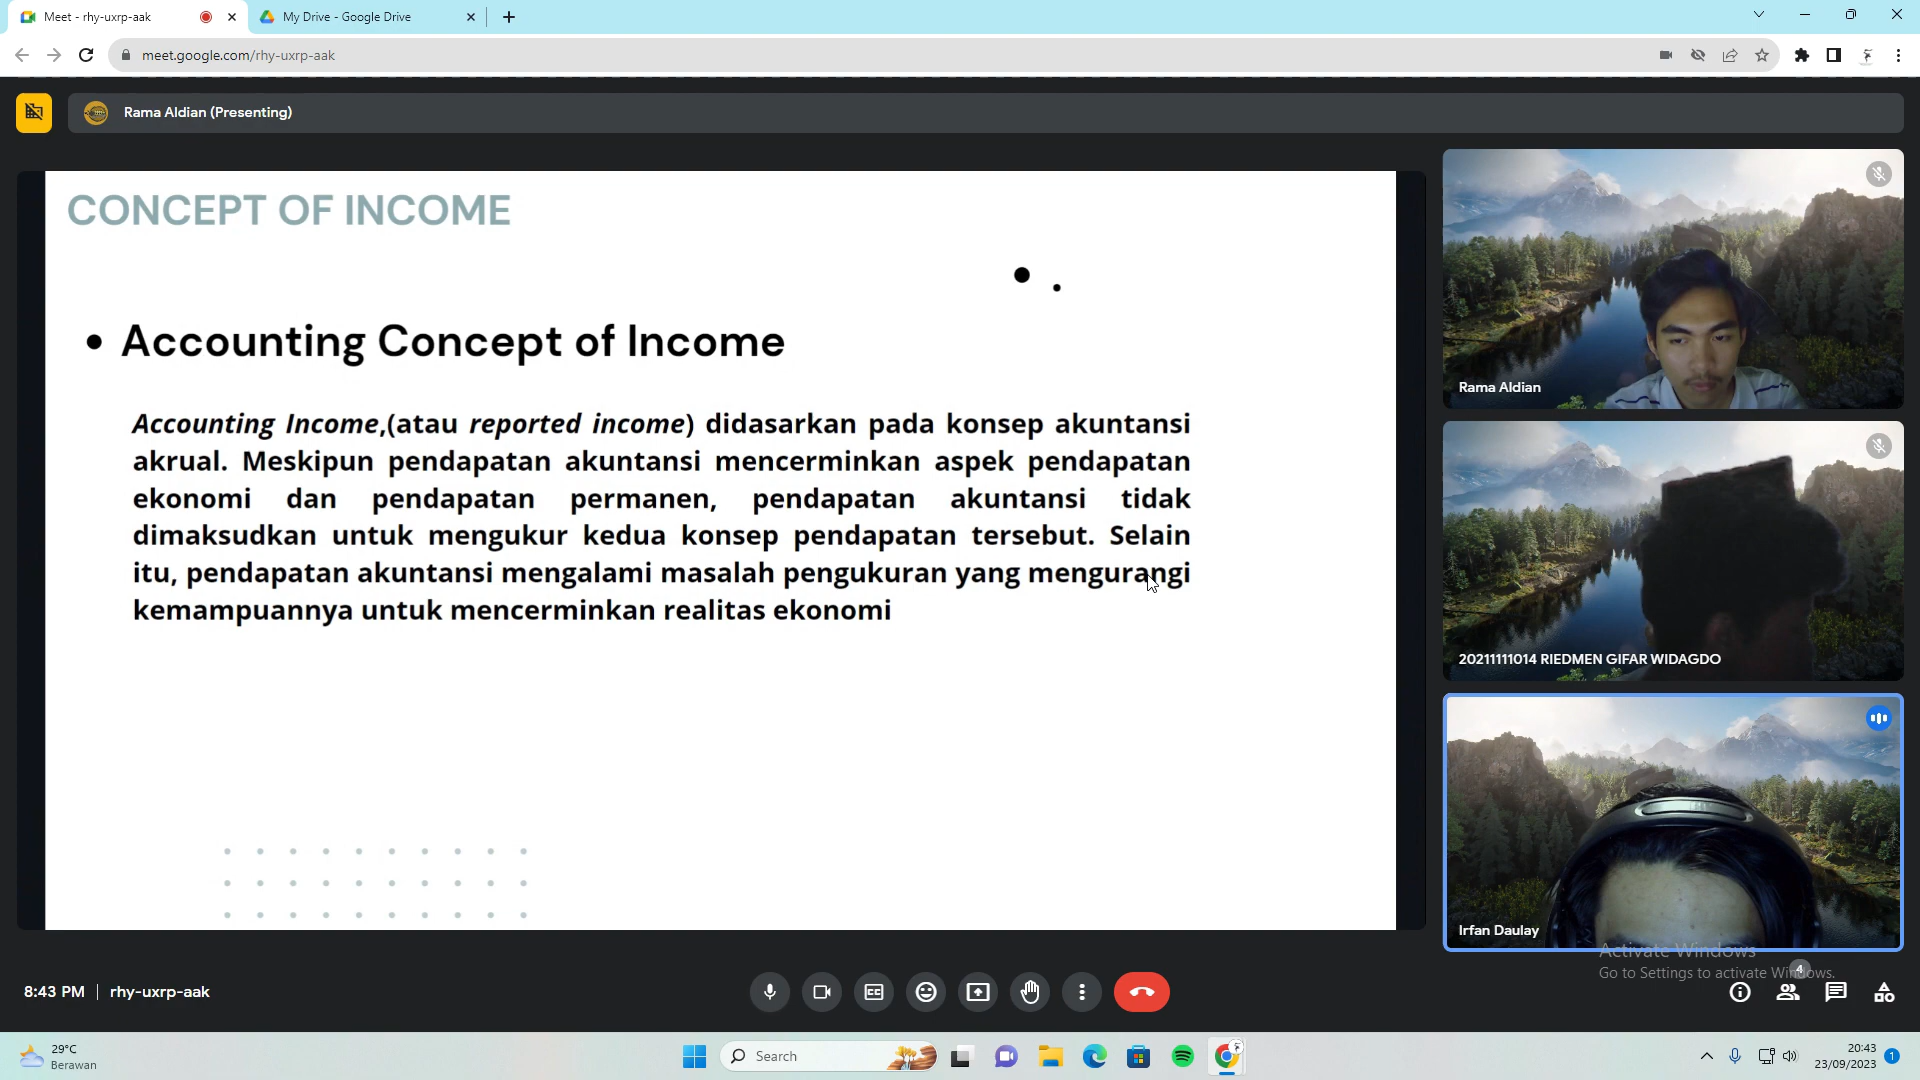 Meet - rhy-uxrp-aak
My Drive - Google Drive
meet.google.com/rhy-uxrp-aak
Rama Aldian (Presenting)
CONCEPT OF INCOME
• Accounting Concept of Income
Accounting Income,(atau reported income) didasarkan pada konsep akuntansi
akrual. Meskipun pendapatan akuntansi mencerminkan aspek pendapatan
ekonomi dan pendapatan permanen, pendapatan akuntansi tidak
dimaksudkan untuk mengukur kedua konsep pendapatan tersebut. Selain
itu, pendapatan akuntansi mengalami masalah pengukuran yang mengurangi
kemampuannya untuk mencerminkan realitas ekonomi
Rama Aldian
20211111014 RIEDMEN GIFAR WIDAGDO
Irfan Daulay
Activate Windows
Go to Settings to activate Windows.
4
8:43 PM | rhy-uxrp-aak
29°C
Berawan
Search
20:43
23/09/2023
1